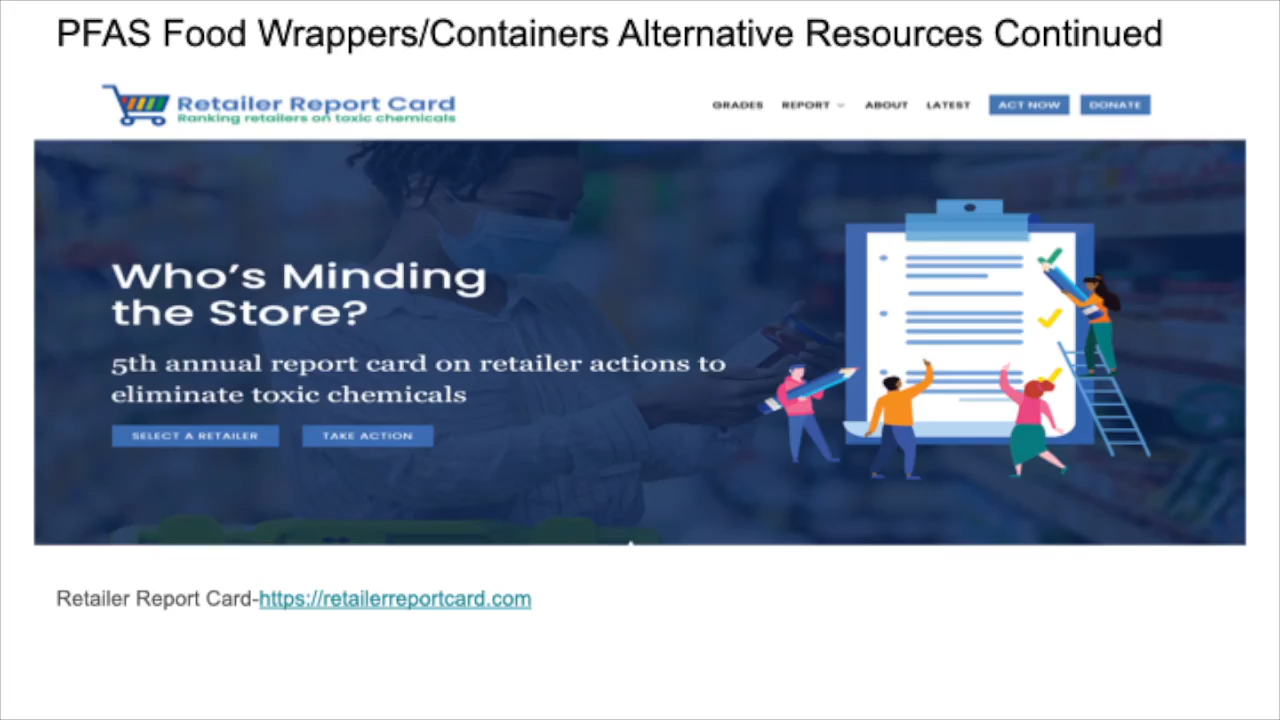 PFAS Food Wrappers/Containers Alternative Resources Continued
Retailer Report Card
Ranking retailers on toxic chemicals
GRADES REPORT ABOUT LATEST ACT NOW DONATE
Who's Minding
the Store?
5th annual report card on retailer actions to
eliminate toxic chemicals
SELECT A RETAILER TAKE ACTION
Retailer Report Card-https://retailerreportcard.com